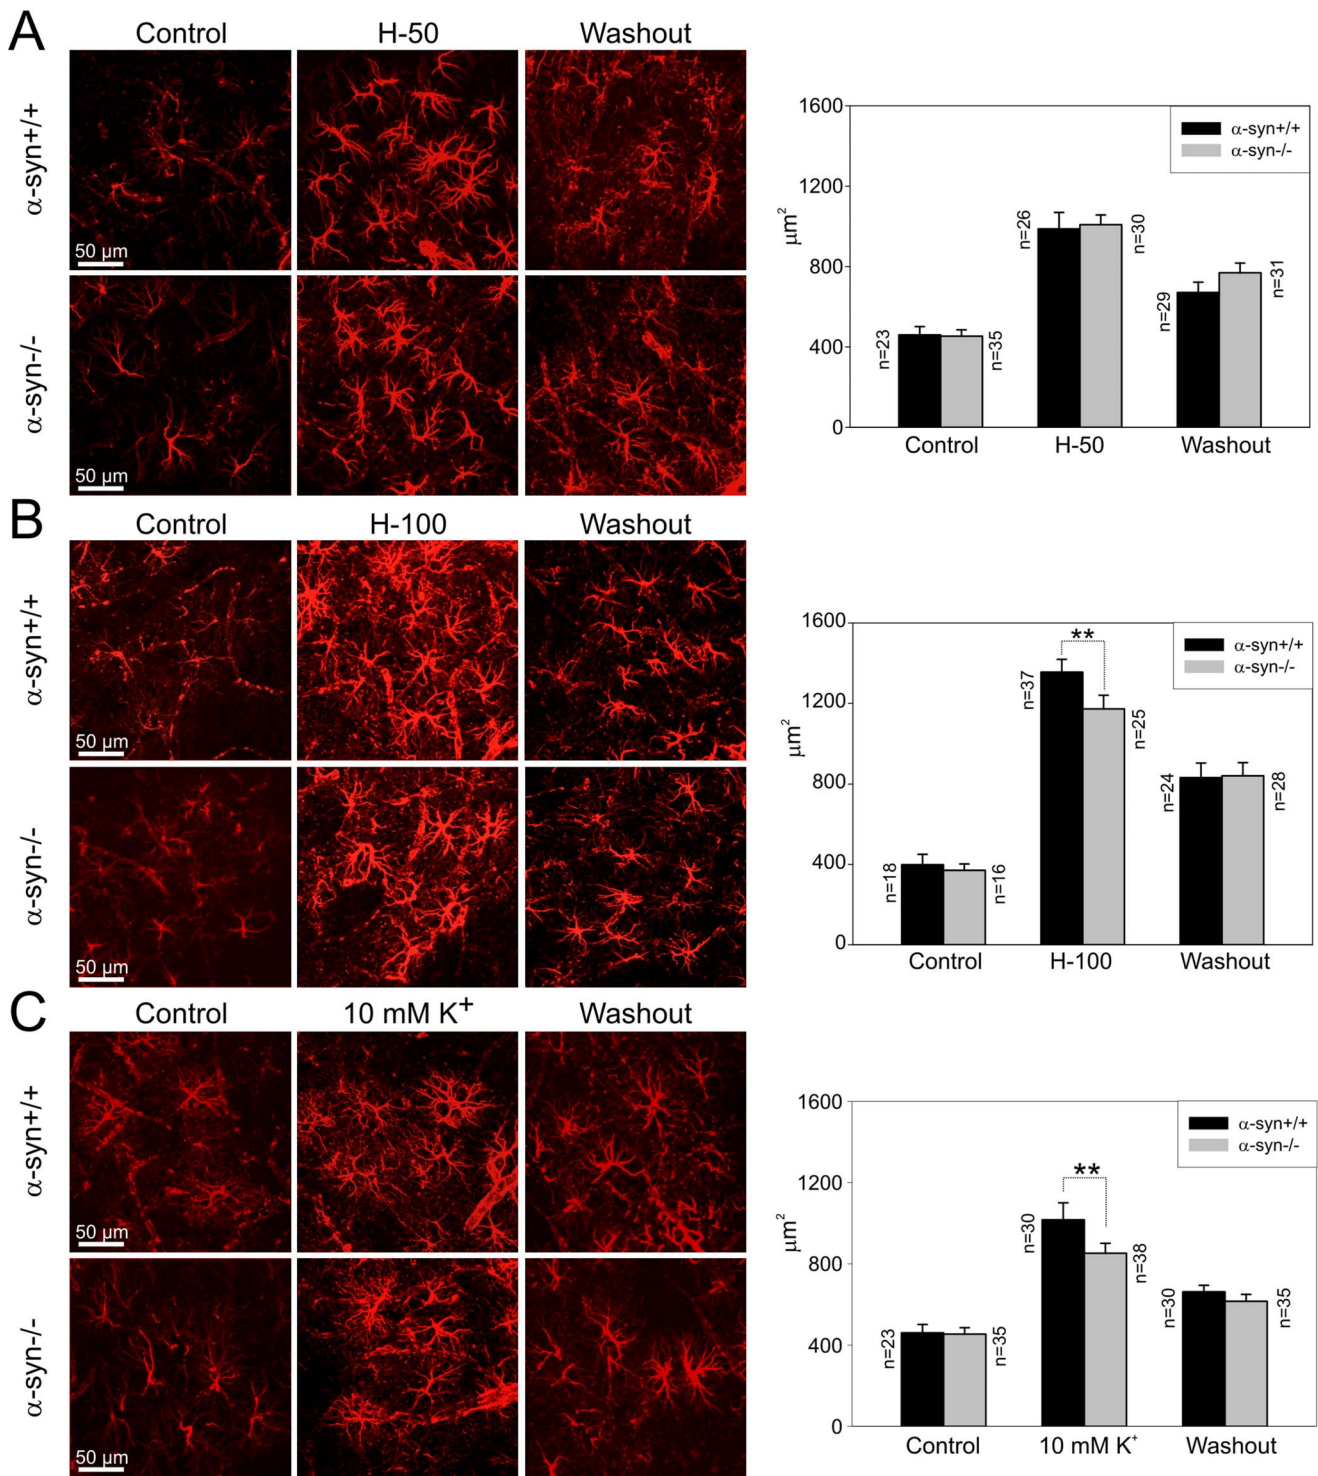 A
Control H-50 Washout
α-syn+/+
50 µm
α-syn-/-
50 µm
1600
1200
800
400
0
µm²
α-syn+/+
α-syn-/-
n=23
n=35
n=26
n=30
n=29
n=31
Control H-50 Washout
B
Control H-100 Washout
α-syn+/+
50 µm
α-syn-/-
50 µm
1600
1200
800
400
0
µm²
α-syn+/+
α-syn-/-
**
n=18
n=16
n=37
n=25
n=24
n=28
Control H-100 Washout
C
Control 10 mM K⁺ Washout
α-syn+/+
50 µm
α-syn-/-
50 µm
1600
1200
800
400
0
µm²
α-syn+/+
α-syn-/-
**
n=23
n=35
n=30
n=38
n=30
n=35
Control 10 mM K⁺ Washout